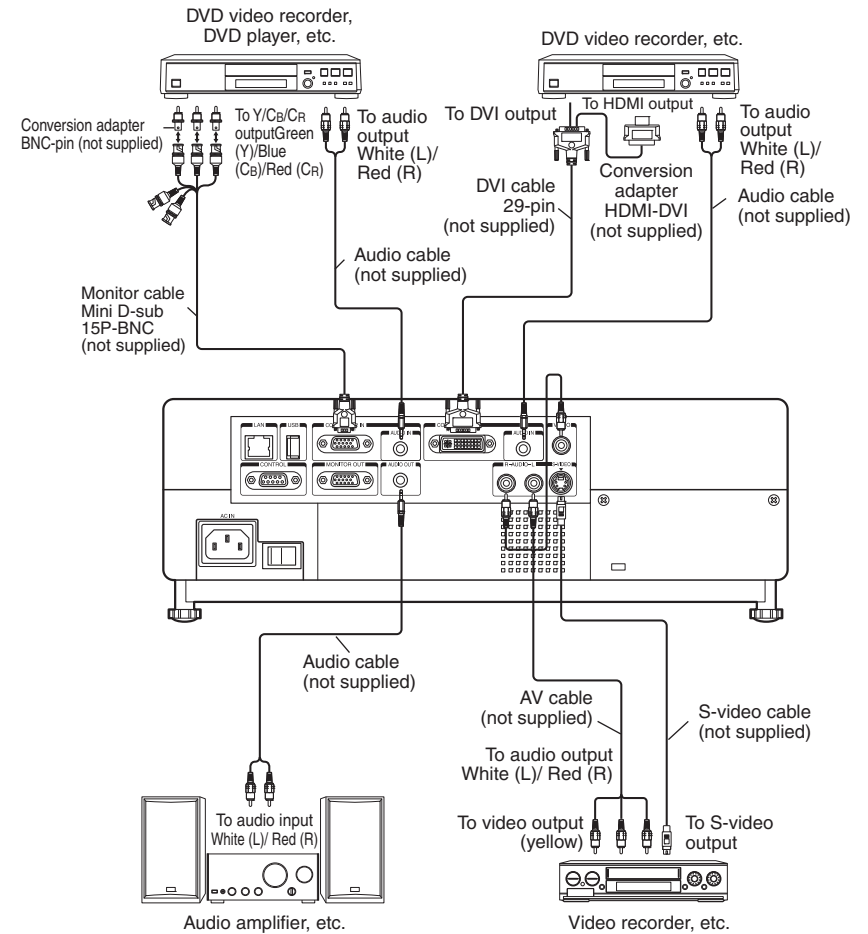 DVD video recorder,
DVD player, etc.
DVD video recorder, etc.
Conversion adapter
BNC-pin (not supplied)
To Y/CB/CR
outputGreen
(Y)/Blue
(CB)/Red (CR)
To audio
output
White (L)/
Red (R)
To DVI output
To HDMI output
To audio
output
White (L)/
Red (R)
DVI cable
29-pin
(not supplied)
Conversion
adapter
HDMI-DVI
(not supplied)
Audio cable
(not supplied)
Audio cable
(not supplied)
Monitor cable
Mini D-sub
15P-BNC
(not supplied)
LAN
USB
IN
AUDIO IN
CONTROL
MONITOR OUT
AUDIO OUT
R-AUDIO-L
S-VIDEO
AC IN
Audio cable
(not supplied)
AV cable
(not supplied)
S-video cable
(not supplied)
To audio output
White (L)/ Red (R)
To audio input
White (L)/ Red (R)
To video output
(yellow)
To S-video
output
Audio amplifier, etc.
Video recorder, etc.